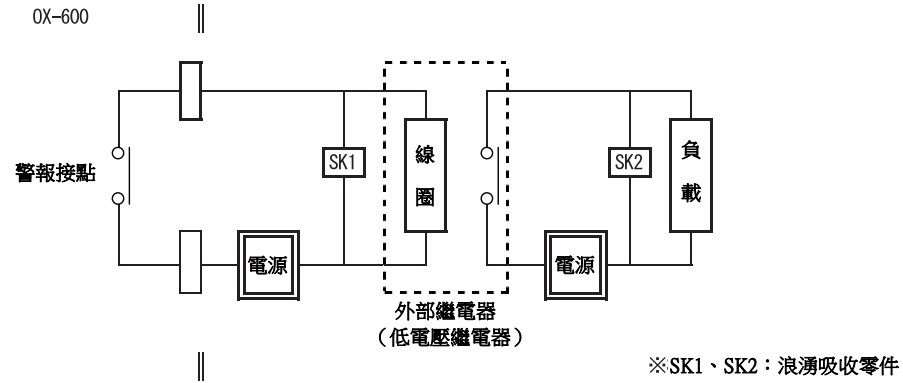 OX-600
警報接點
SK1
線圈
電源
SK2
負載
電源
外部繼電器
（低電壓繼電器）
※SK1、SK2：浪湧吸收零件